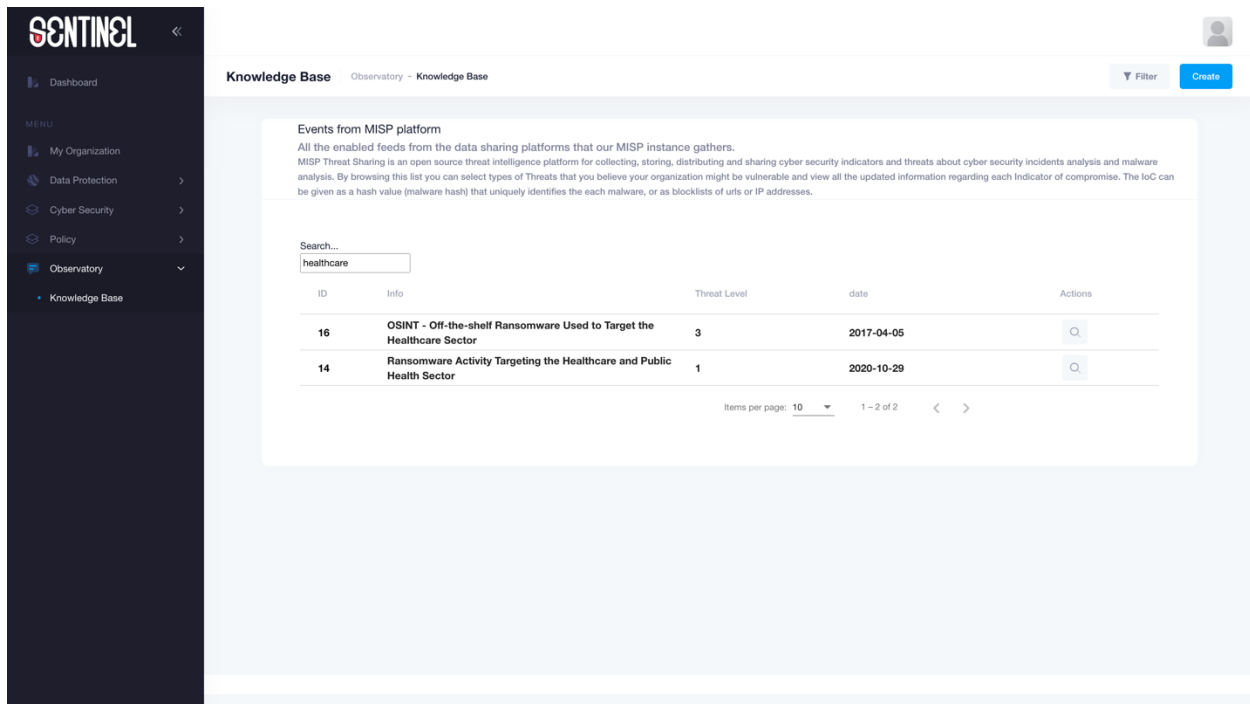 SENTINEL
Dashboard
MENU
My Organization
Data Protection
Cyber Security
Policy
Observatory
Knowledge Base
Knowledge Base
Observatory - Knowledge Base
Filter
Create
Events from MISP platform
All the enabled feeds from the data sharing platforms that our MISP instance gathers.
MISP Threat Sharing is an open source threat intelligence platform for collecting, storing, distributing and sharing cyber security indicators and threats about cyber security incidents analysis and malware
analysis. By browsing this list you can select types of Threats that you believe your organization might be vulnerable and view all the updated information regarding each Indicator of compromise. The IoC can
be given as a hash value (malware hash) that uniquely identifies the each malware, or as blocklists of urls or IP addresses.
Search...
healthcare
ID Info Threat Level date Actions
16 OSINT - Off-the-shelf Ransomware Used to Target the 3 2017-04-05
Healthcare Sector
14 Ransomware Activity Targeting the Healthcare and Public 1 2020-10-29
Health Sector
Items per page: 10 1 – 2 of 2